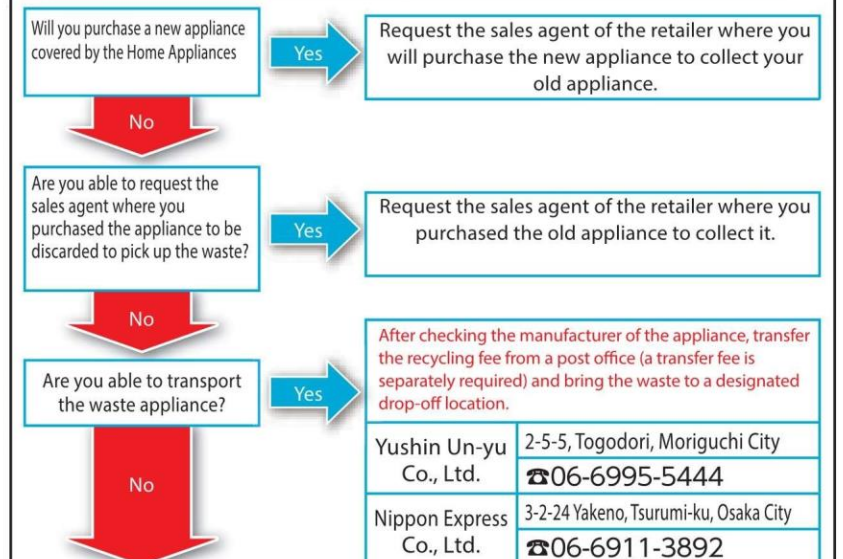 Will you purchase a new appliance
covered by the Home Appliances
Yes
Request the sales agent of the retailer where you
will purchase the new appliance to collect your
old appliance.
No
Are you able to request the
sales agent where you
purchased the appliance to be
discarded to pick up the waste?
Yes
Request the sales agent of the retailer where you
purchased the old appliance to collect it.
No
Are you able to transport
the waste appliance?
Yes
After checking the manufacturer of the appliance, transfer
the recycling fee from a post office (a transfer fee is
separately required) and bring the waste to a designated
drop-off location.
Yushin Un-yu
Co., Ltd.
2-5-5, Togodori, Moriguchi City
☎06-6995-5444
No
Nippon Express
Co., Ltd.
3-2-24 Yakeno, Tsurumi-ku, Osaka City
☎06-6911-3892